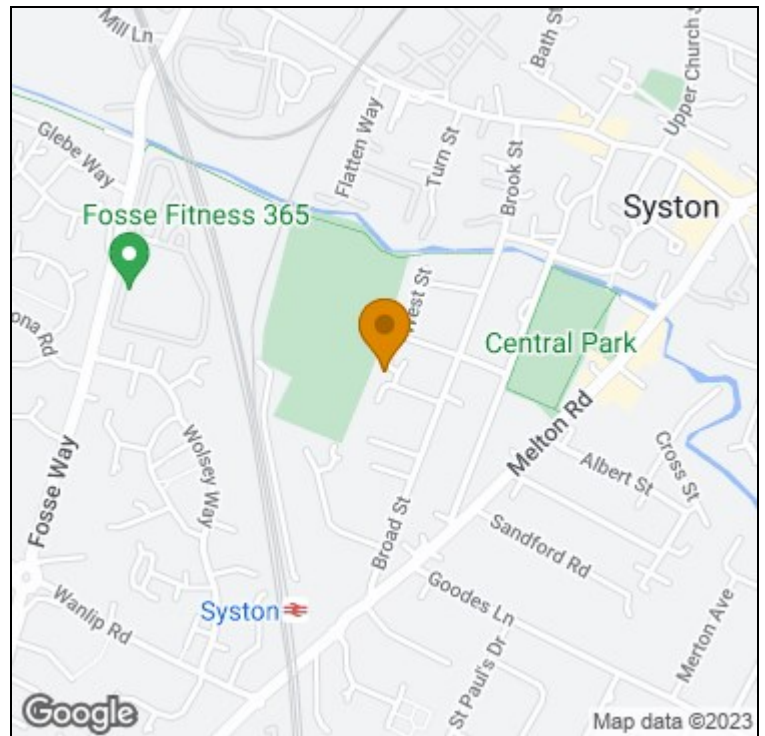 Mill Ln
Bath St
Upper Church S
Glebe Way
Flatten Way
Turn St
Brook St
Syston
Fosse Fitness 365
West St
ona Rd
Central Park
Melton Rd
Wolsey Way
Fosse Way
Albert St
Cross St
Broad St
Sandford Rd
Goodes Ln
Syston
Wanlip Rd
Merton Ave
St Paul's Dr
Google
Map data ©2023